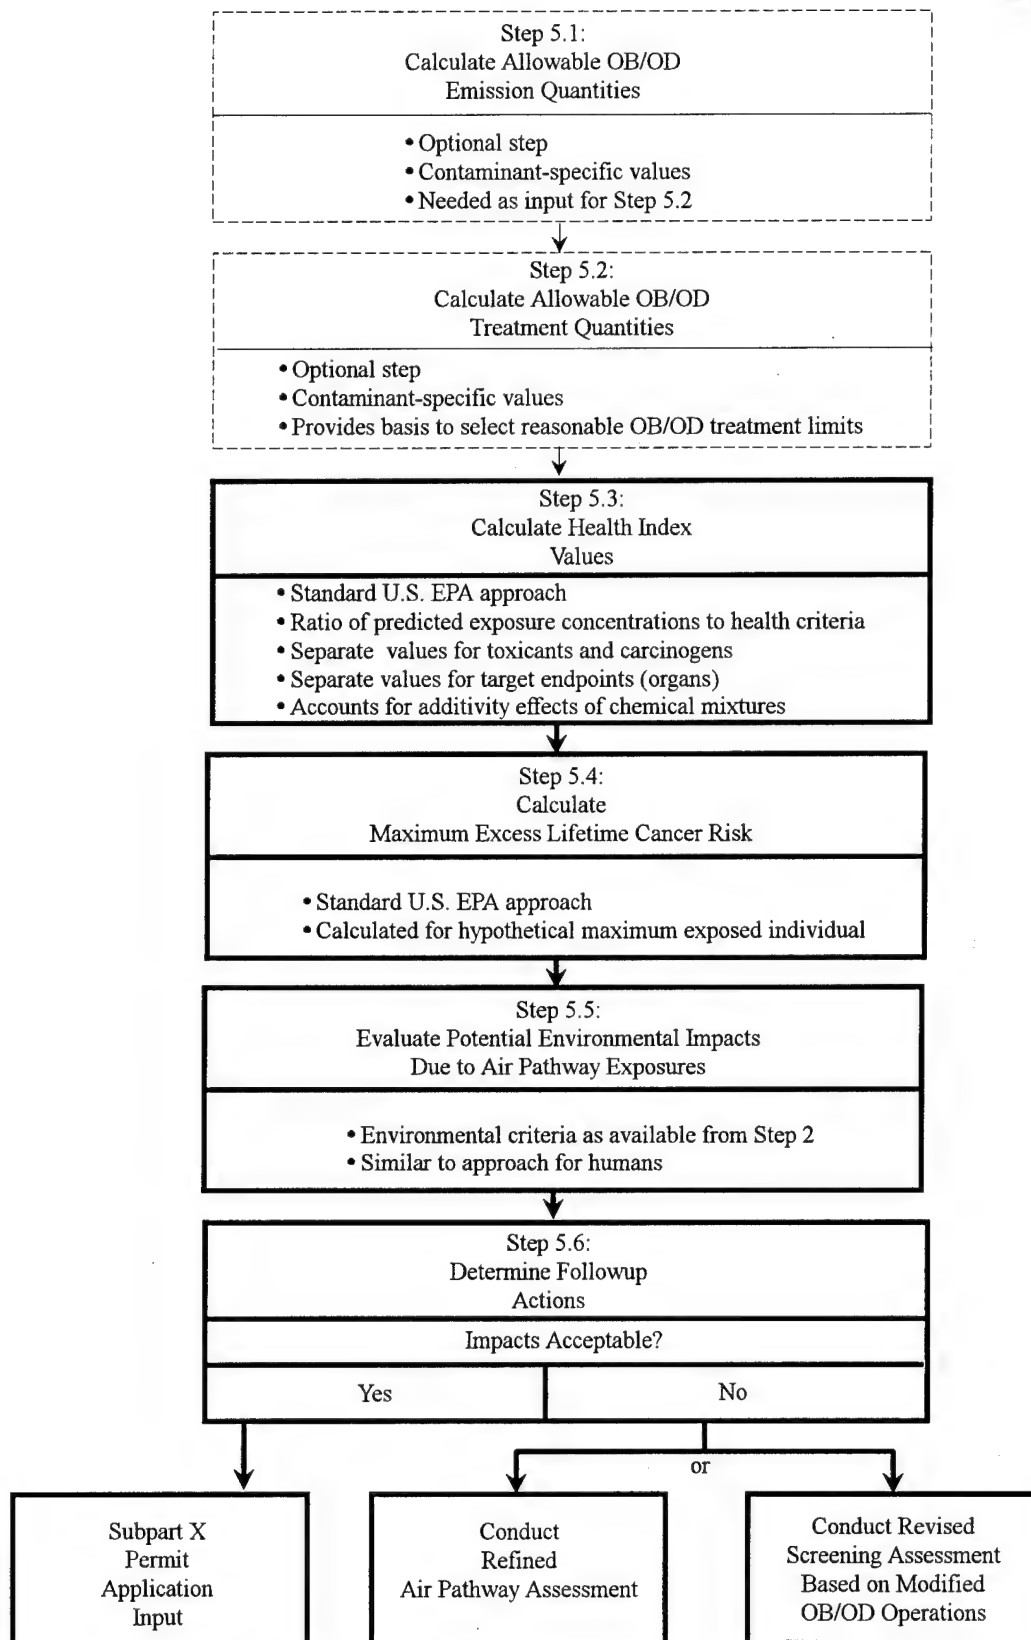 Step 5.1:
Calculate Allowable OB/OD
Emission Quantities
• Optional step
• Contaminant-specific values
• Needed as input for Step 5.2
Step 5.2:
Calculate Allowable OB/OD
Treatment Quantities
• Optional step
• Contaminant-specific values
• Provides basis to select reasonable OB/OD treatment limits
Step 5.3:
Calculate Health Index
Values
• Standard U.S. EPA approach
• Ratio of predicted exposure concentrations to health criteria
• Separate values for toxicants and carcinogens
• Separate values for target endpoints (organs)
• Accounts for additivity effects of chemical mixtures
Step 5.4:
Calculate
Maximum Excess Lifetime Cancer Risk
• Standard U.S. EPA approach
• Calculated for hypothetical maximum exposed individual
Step 5.5:
Evaluate Potential Environmental Impacts
Due to Air Pathway Exposures
• Environmental criteria as available from Step 2
• Similar to approach for humans
Step 5.6:
Determine Followup
Actions
Impacts Acceptable?
Yes
No
or
Subpart X
Permit
Application
Input
Conduct
Refined
Air Pathway Assessment
Conduct Revised
Screening Assessment
Based on Modified
OB/OD Operations